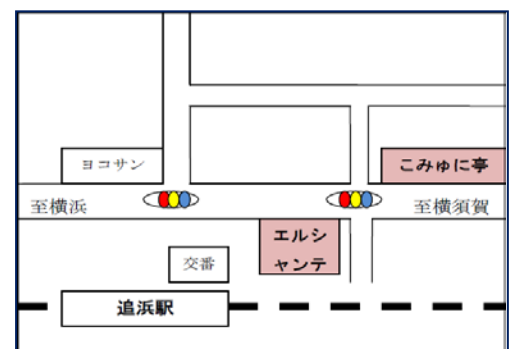 ヨコサン
こみゅに亭
至横浜
至横須賀
エルシ
ャンテ
交番
追浜駅